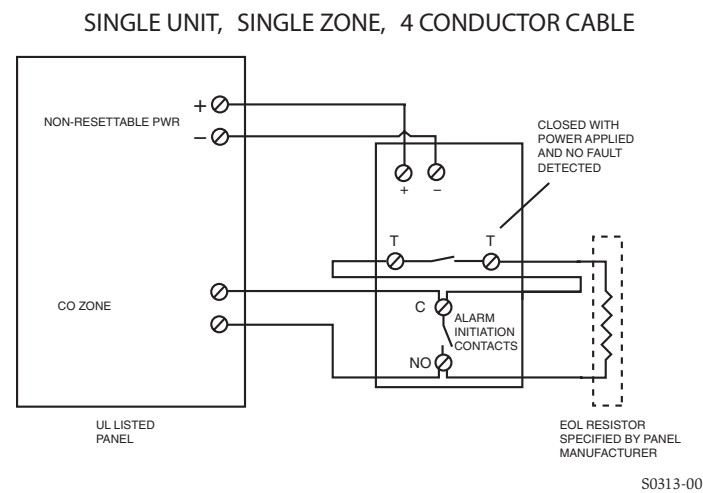 SINGLE UNIT, SINGLE ZONE, 4 CONDUCTOR CABLE
NON-RESETTABLE PWR
+
–
CLOSED WITH
POWER APPLIED
AND NO FAULT
DETECTED
+ –
T T
CO ZONE
C
ALARM
INITIATION
CONTACTS
NO
UL LISTED
PANEL
EOL RESISTOR
SPECIFIED BY PANEL
MANUFACTURER
S0313-00